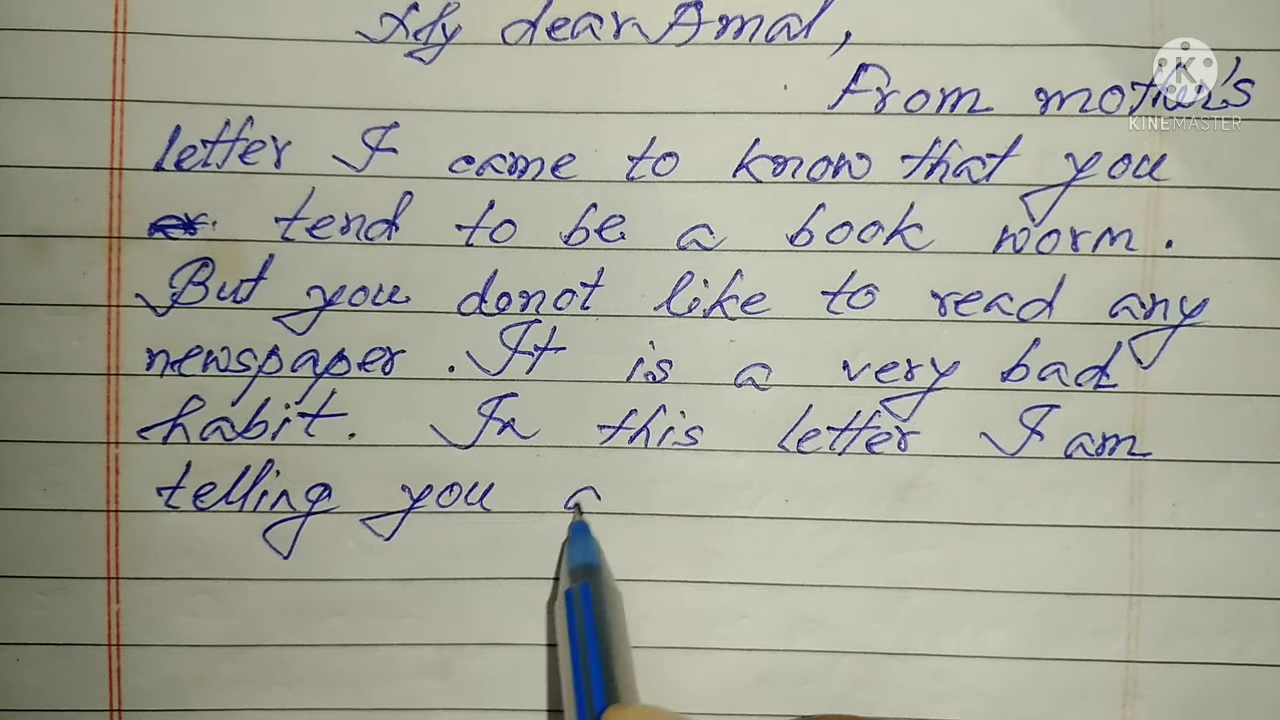 My dear Amal,
From mother's
letter I came to know that you
tend to be a book worm.
But you donot like to read any
newspaper. It is a very bad
habit. In this letter I am
telling you a
KINEMASTER